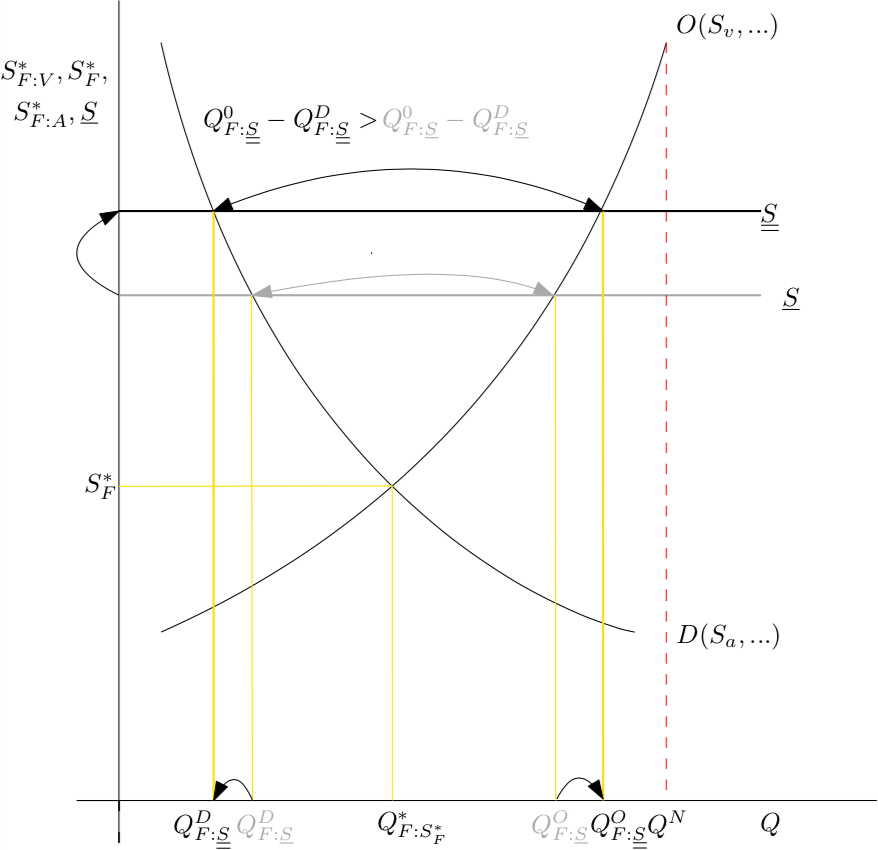 O(S_v, ...)
S*_{F:V}, S*_F,
S*_{F:A}, S̲
Q^0_{F:S̳} − Q^D_{F:S̳} > Q^0_{F:S̲} − Q^D_{F:S̲}
S̳
S̲
S*_F
D(S_a, ...)
Q^D_{F:S̳} Q^D_{F:S̲} Q*_{F:S*_F} Q^O_{F:S̲} Q^O_{F:S̳} Q^N Q